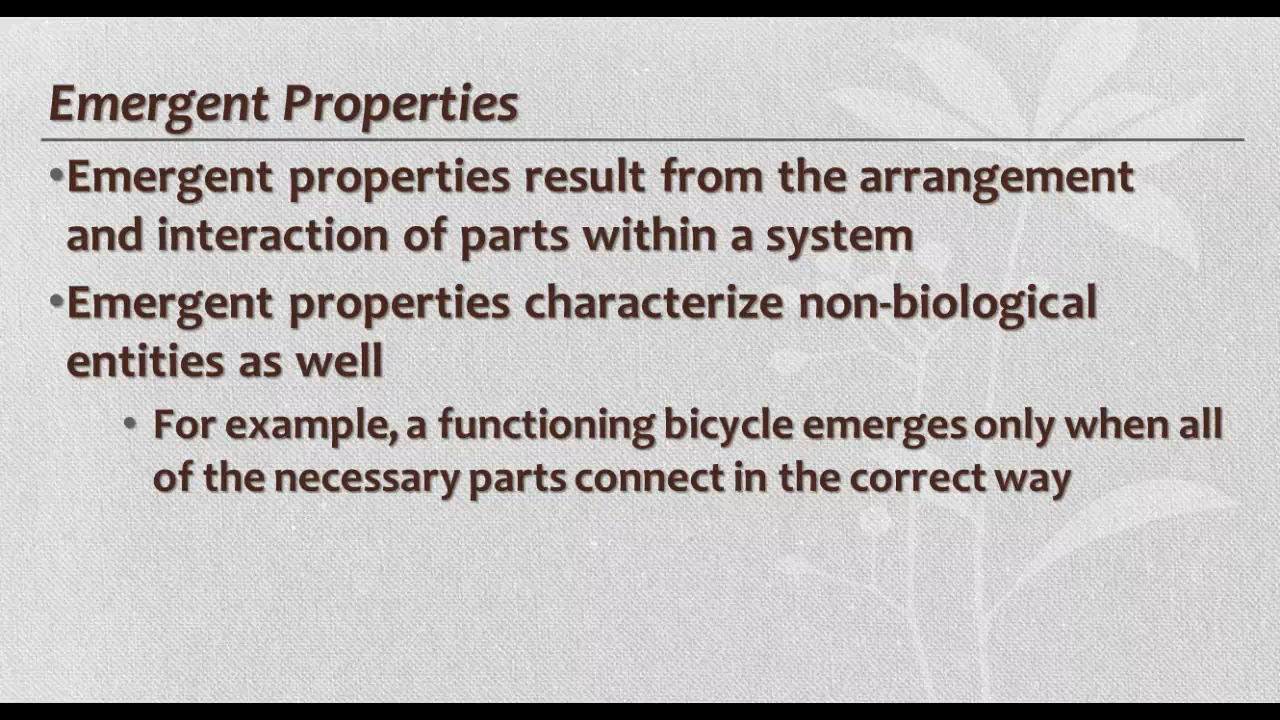 Emergent Properties
•Emergent properties result from the arrangement
and interaction of parts within a system
•Emergent properties characterize non-biological
entities as well
• For example, a functioning bicycle emerges only when all
of the necessary parts connect in the correct way